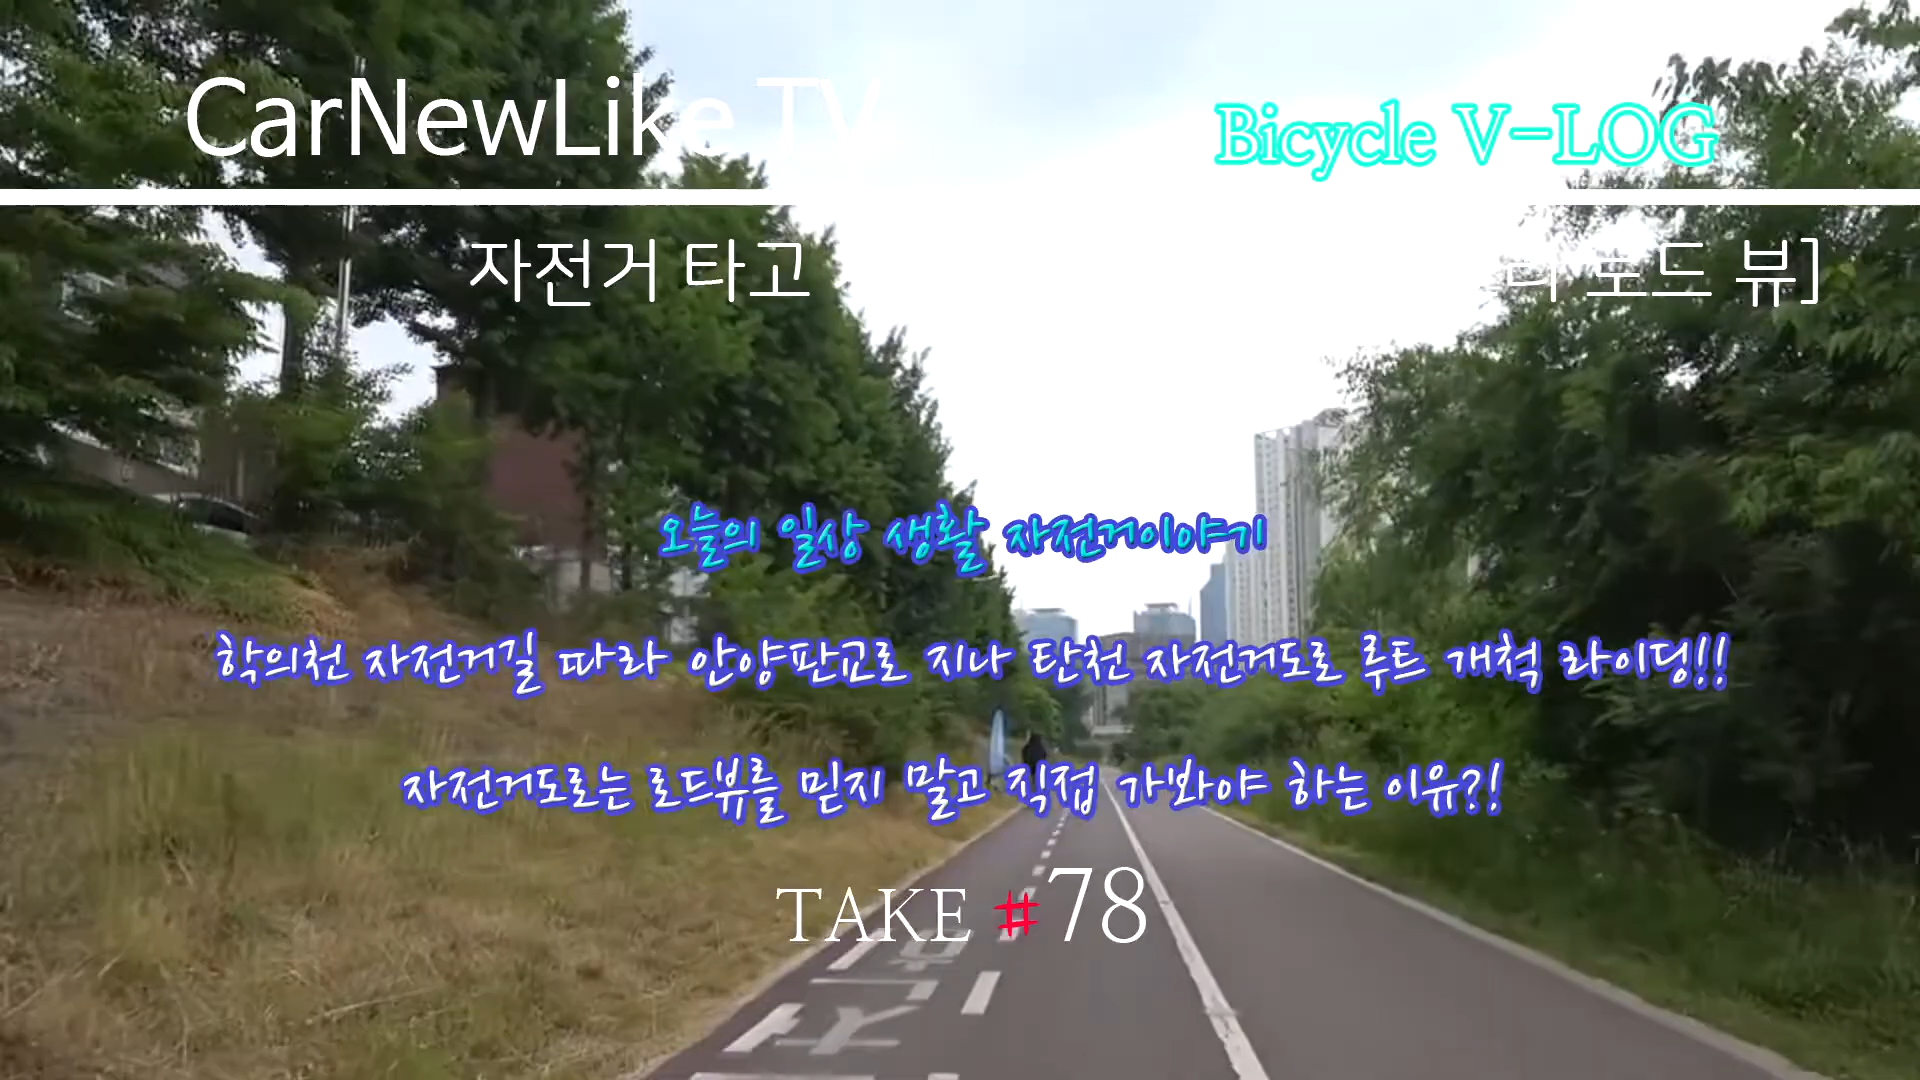 CarNewLike TV
Bicycle V-LOG
자전거 타고 로드 뷰]
오늘의 일상 생활 자전거이야기
학의천 자전거길 따라 안양판교로 지나 탄천 자전거도로 루트 개척 라이딩!!
자전거도로는 로드뷰를 믿지 말고 직접 가봐야 하는 이유?!
TAKE #78